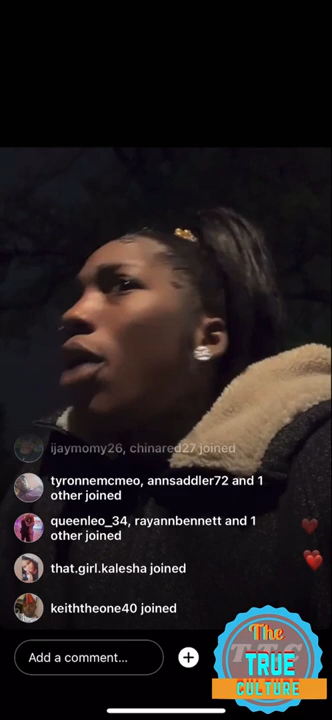 ijaymomy26, chinared27 joined
tyronnemcmeo, annsaddler72 and 1
other joined
queenleo_34, rayannbennett and 1
other joined
that.girl.kalesha joined
keiththeone40 joined
Add a comment...
The
TTC
TRUE
CULTURE